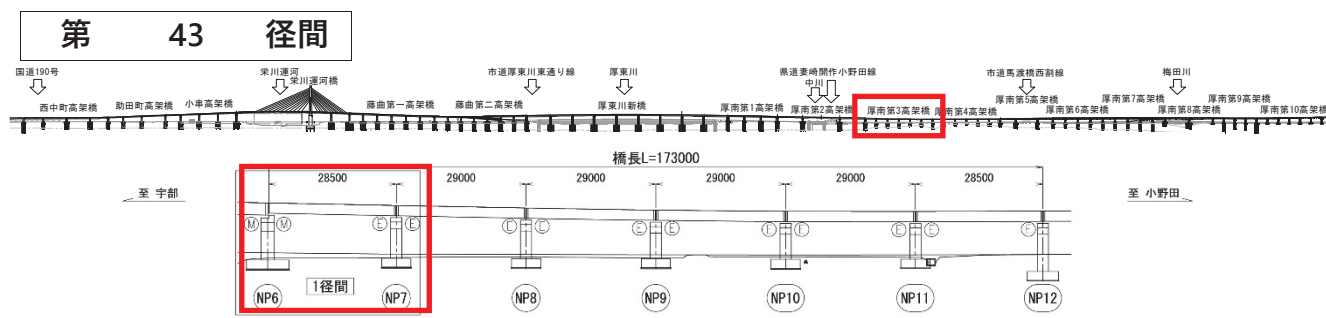 第 43 径間
国道190号
栄川運河
栄川運河橋
市道厚東川東通り線
厚東川
県道妻崎開作小野田線
中川
市道馬渡橋西割線
梅田川
西中町高架橋
助田町高架橋
小串高架橋
藤曲第一高架橋
藤曲第二高架橋
厚東川新橋
厚南第1高架橋
厚南第2高架橋
厚南第3高架橋
厚南第4高架橋
厚南第5高架橋
厚南第6高架橋
厚南第7高架橋
厚南第8高架橋
厚南第9高架橋
厚南第10高架橋
橋長L=173000
28500 29000 29000 29000 29000 28500
至 宇部
至 小野田
M M E E E E E E F F E E F
1径間
NP6 NP7 NP8 NP9 NP10 NP11 NP12